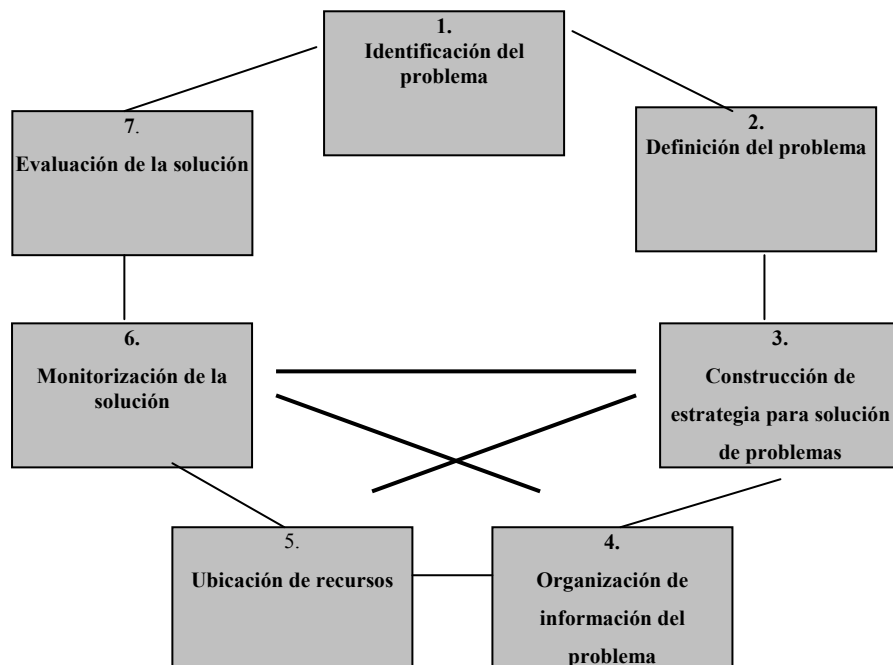 1.
Identificación del
problema
2.
Definición del problema
3.
Construcción de
estrategia para solución
de problemas
4.
Organización de
información del
problema
5.
Ubicación de recursos
6.
Monitorización de la
solución
7.
Evaluación de la solución